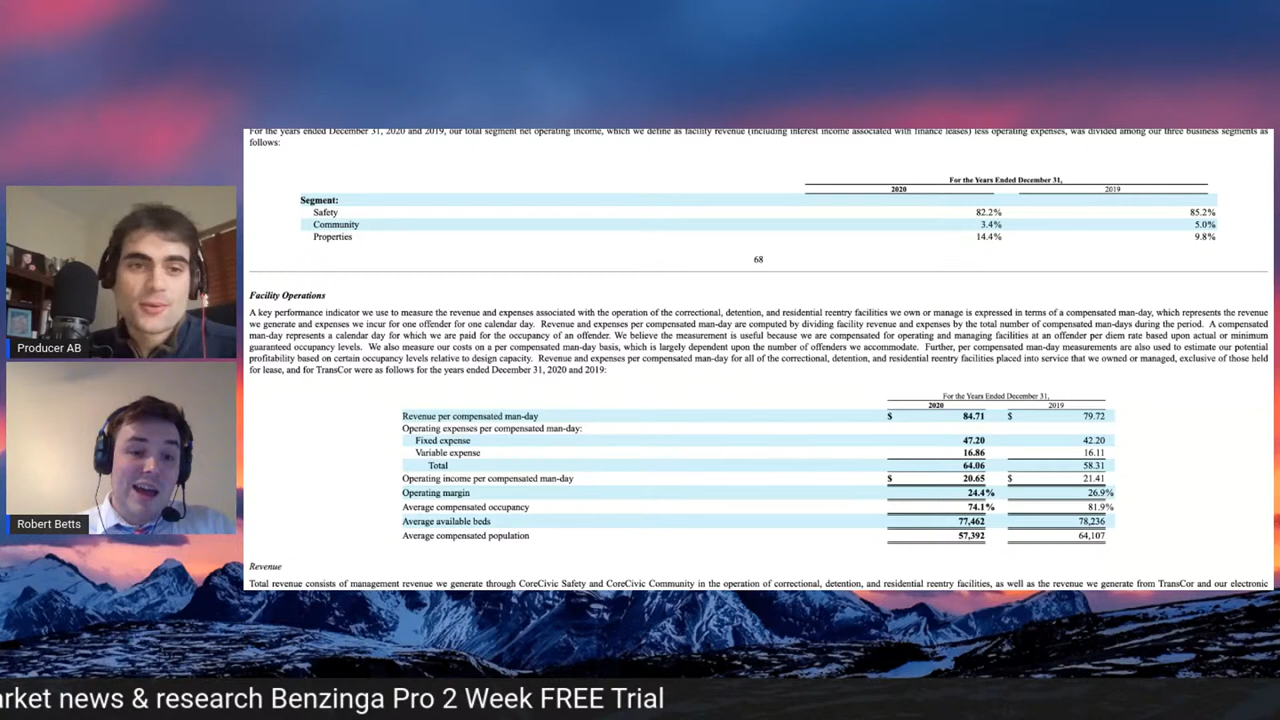 For the years ended December 31, 2020 and 2019, our total segment net operating income, which we define as facility revenue (including interest income associated with finance leases) less operating expenses, was divided among our three business segments as
follows:
For the Years Ended December 31,
2020 2019
Segment:
Safety 82.2% 85.2%
Community 3.4% 5.0%
Properties 14.4% 9.8%
68
Facility Operations
A key performance indicator we use to measure the revenue and expenses associated with the operation of the correctional, detention, and residential reentry facilities we own or manage is expressed in terms of a compensated man-day, which represents the revenue
we generate and expenses we incur for one offender for one calendar day. Revenue and expenses per compensated man-day are computed by dividing facility revenue and expenses by the total number of compensated man-days during the period. A compensated
man-day represents a calendar day for which we are paid for the occupancy of an offender. We believe the measurement is useful because we are compensated for operating and managing facilities at an offender per diem rate based upon actual or minimum
guaranteed occupancy levels. We also measure our costs on a per compensated man-day basis, which is largely dependent upon the number of offenders we accommodate. Further, per compensated man-day measurements are also used to estimate our potential
profitability based on certain occupancy levels relative to design capacity. Revenue and expenses per compensated man-day for all of the correctional, detention, and residential reentry facilities placed into service that we owned or managed, exclusive of those held
for lease, and for TransCor were as follows for the years ended December 31, 2020 and 2019:
For the Years Ended December 31,
2020 2019
Revenue per compensated man-day $ 84.71 $ 79.72
Operating expenses per compensated man-day:
Fixed expense 47.20 42.20
Variable expense 16.86 16.11
Total 64.06 58.31
Operating income per compensated man-day $ 20.65 $ 21.41
Operating margin 24.4% 26.9%
Average compensated occupancy 74.1% 81.9%
Average available beds 77,462 78,236
Average compensated population 57,392 64,107
Revenue
Total revenue consists of management revenue we generate through CoreCivic Safety and CoreCivic Community in the operation of correctional, detention, and residential reentry facilities, as well as the revenue we generate from TransCor and our electronic
Producer AB
Robert Betts
arket news & research Benzinga Pro 2 Week FREE Trial